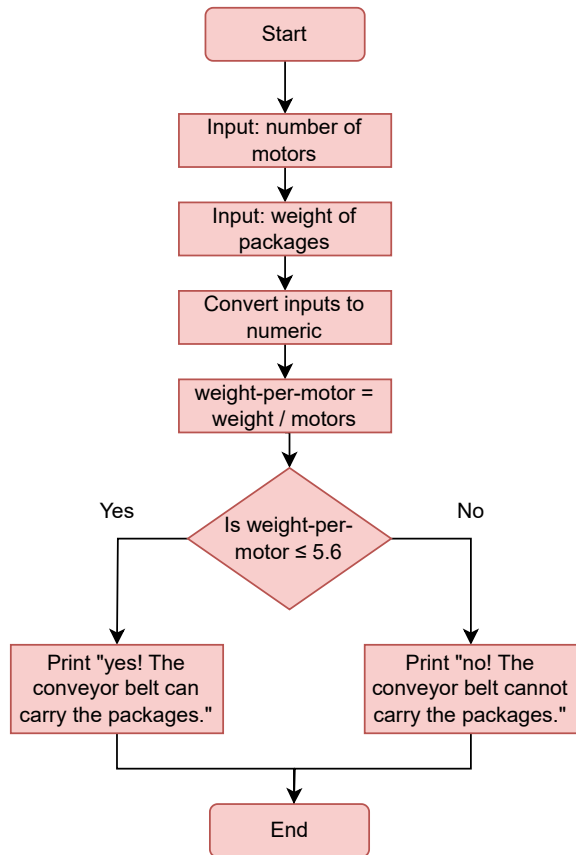 Start
Input: number of
motors
Input: weight of
packages
Convert inputs to
numeric
weight-per-motor =
weight / motors
Is weight-per-
motor ≤ 5.6
Yes
No
Print "yes! The
conveyor belt can
carry the packages."
Print "no! The
conveyor belt cannot
carry the packages."
End